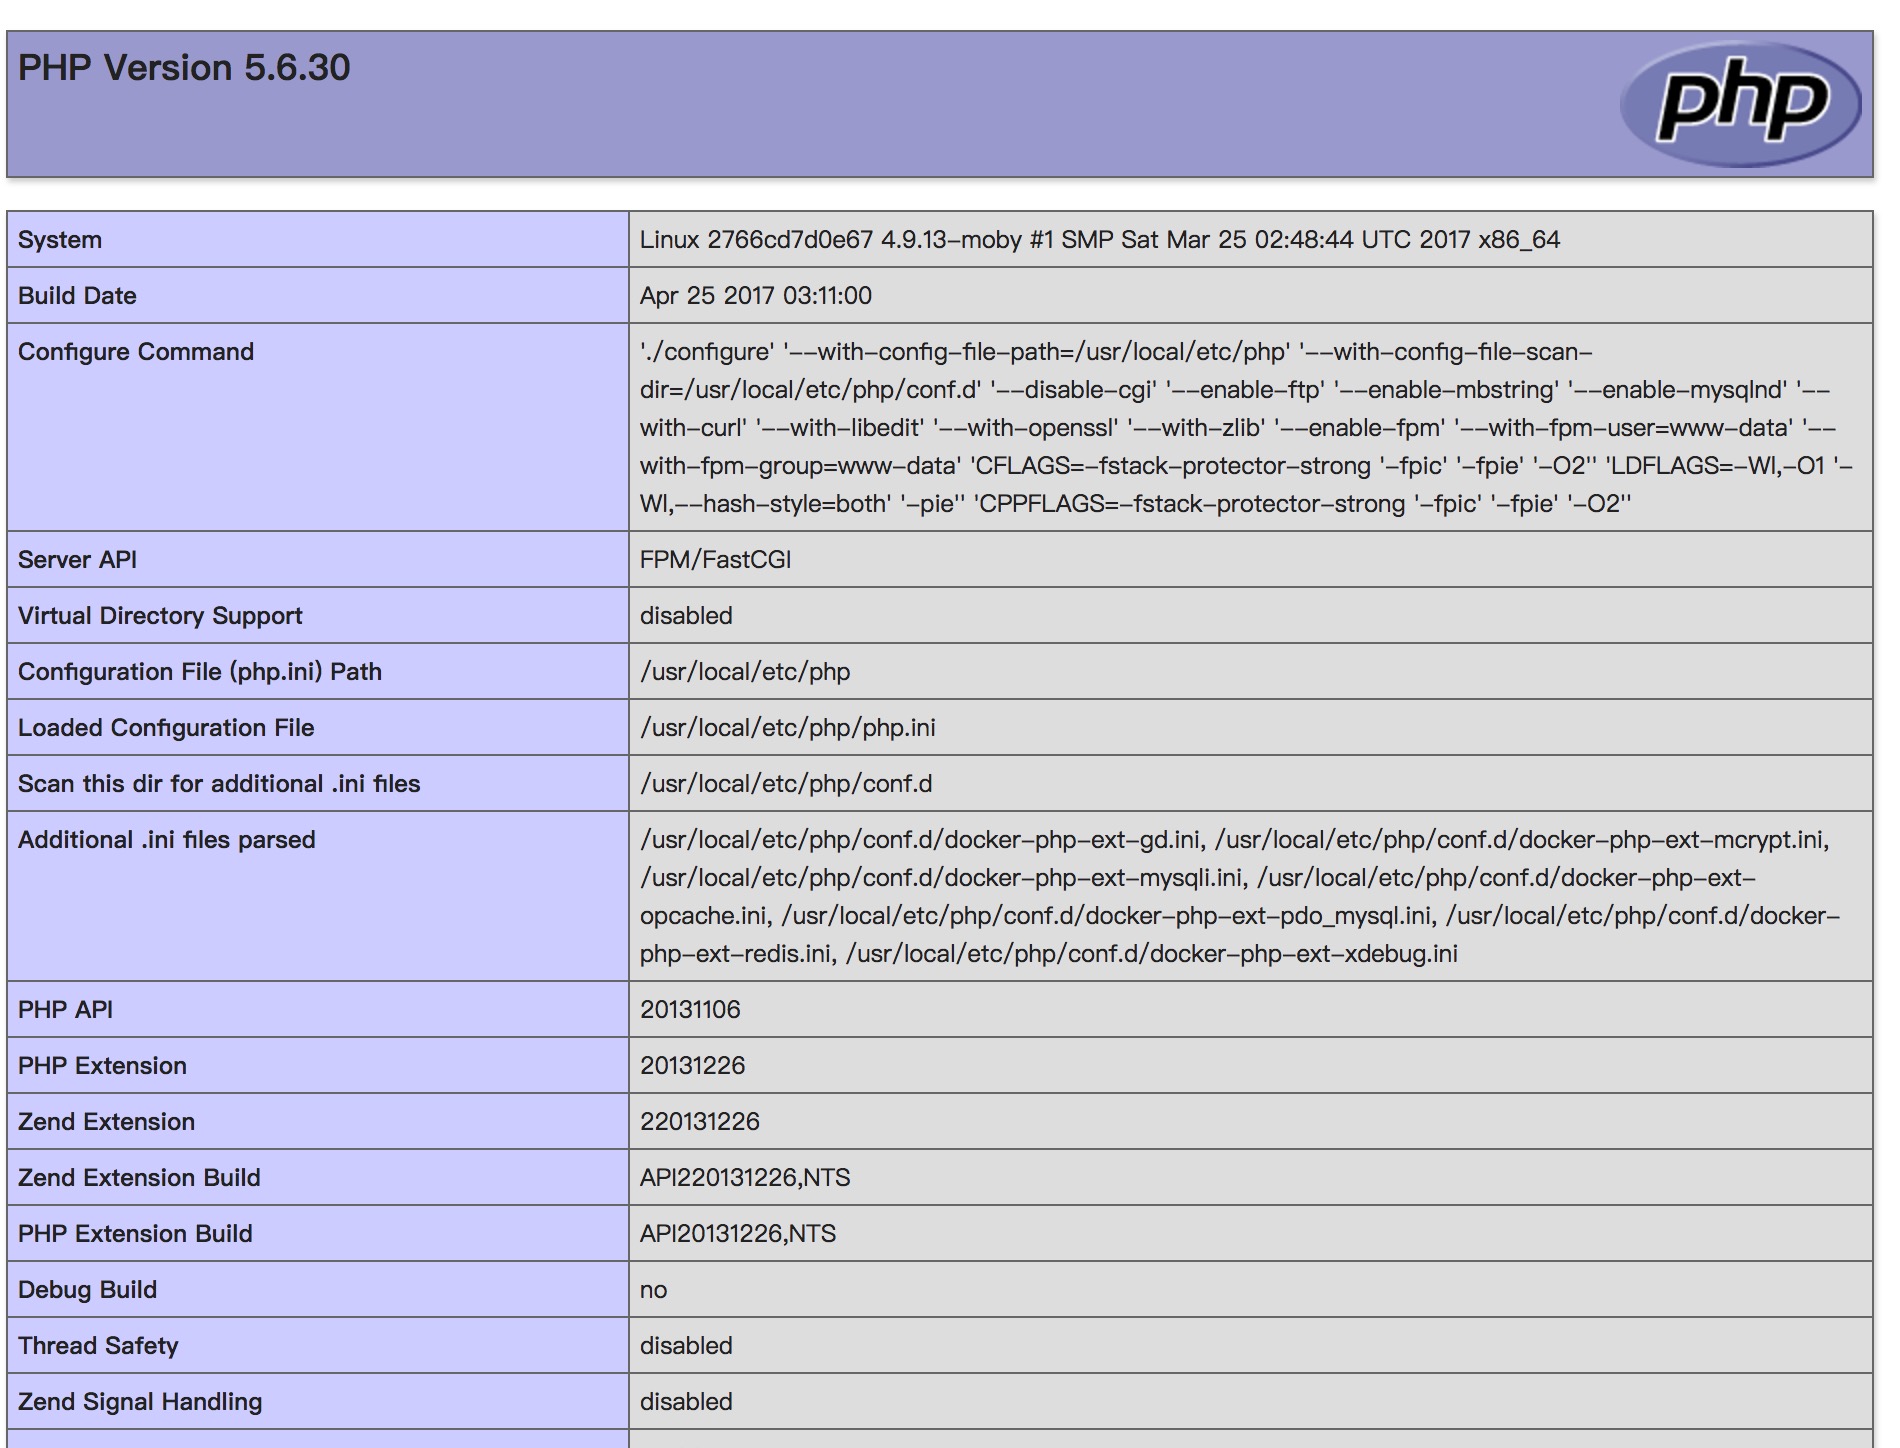 PHP Version 5.6.30
php
System
Linux 2766cd7d0e67 4.9.13-moby #1 SMP Sat Mar 25 02:48:44 UTC 2017 x86_64
Build Date
Apr 25 2017 03:11:00
Configure Command
'./configure' '--with-config-file-path=/usr/local/etc/php' '--with-config-file-scan-
dir=/usr/local/etc/php/conf.d' '--disable-cgi' '--enable-ftp' '--enable-mbstring' '--enable-mysqlnd' '--
with-curl' '--with-libedit' '--with-openssl' '--with-zlib' '--enable-fpm' '--with-fpm-user=www-data' '--
with-fpm-group=www-data' 'CFLAGS=-fstack-protector-strong '-fpic' '-fpie' '-O2'' 'LDFLAGS=-Wl,-O1 '-
Wl,--hash-style=both' '-pie'' 'CPPFLAGS=-fstack-protector-strong '-fpic' '-fpie' '-O2''
Server API
FPM/FastCGI
Virtual Directory Support
disabled
Configuration File (php.ini) Path
/usr/local/etc/php
Loaded Configuration File
/usr/local/etc/php/php.ini
Scan this dir for additional .ini files
/usr/local/etc/php/conf.d
Additional .ini files parsed
/usr/local/etc/php/conf.d/docker-php-ext-gd.ini, /usr/local/etc/php/conf.d/docker-php-ext-mcrypt.ini,
/usr/local/etc/php/conf.d/docker-php-ext-mysqli.ini, /usr/local/etc/php/conf.d/docker-php-ext-
opcache.ini, /usr/local/etc/php/conf.d/docker-php-ext-pdo_mysql.ini, /usr/local/etc/php/conf.d/docker-
php-ext-redis.ini, /usr/local/etc/php/conf.d/docker-php-ext-xdebug.ini
PHP API
20131106
PHP Extension
20131226
Zend Extension
220131226
Zend Extension Build
API220131226,NTS
PHP Extension Build
API20131226,NTS
Debug Build
no
Thread Safety
disabled
Zend Signal Handling
disabled